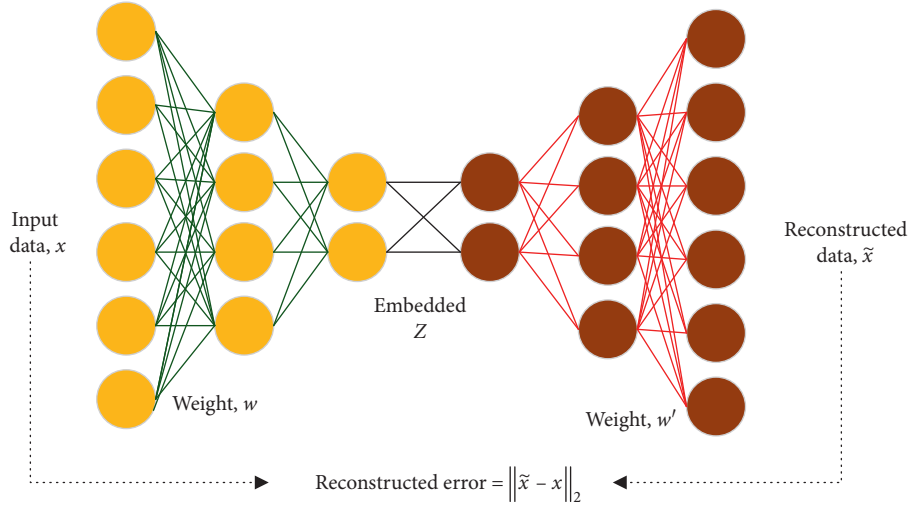 Input
data, x
Reconstructed
data, x̃
Embedded
Z
Weight, w
Weight, w′
Reconstructed error = ‖x̃ – x‖₂